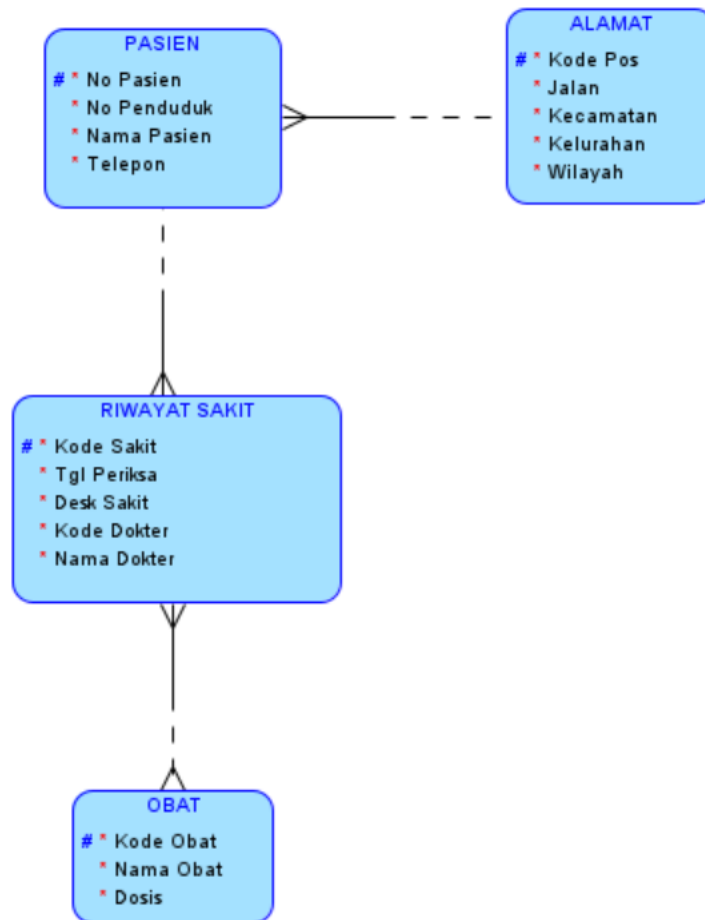 PASIEN
# * No Pasien
* No Penduduk
* Nama Pasien
* Telepon
ALAMAT
# * Kode Pos
* Jalan
* Kecamatan
* Kelurahan
* Wilayah
RIWAYAT SAKIT
# * Kode Sakit
* Tgl Periksa
* Desk Sakit
* Kode Dokter
* Nama Dokter
OBAT
# * Kode Obat
* Nama Obat
* Dosis